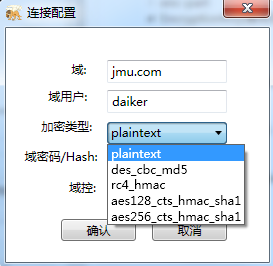 连接配置
域: jmu.com
域用户: daiker
加密类型: plaintext
plaintext
域密码/Hash:
des_cbc_md5
rc4_hmac
域控:
aes128_cts_hmac_sha1
aes256_cts_hmac_sha1
确认 取消